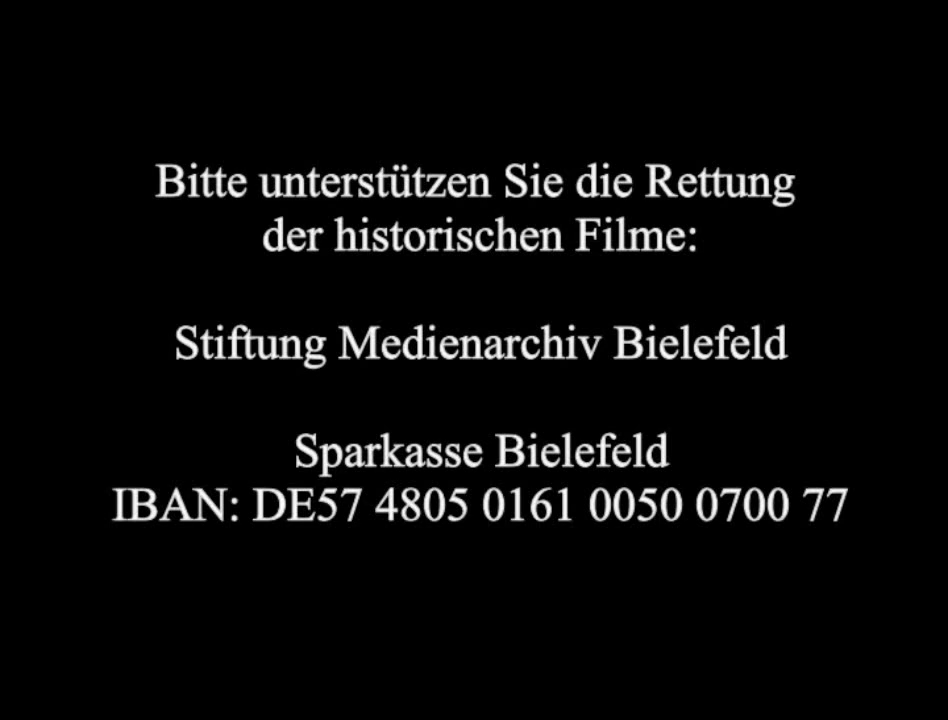 Bitte unterstützen Sie die Rettung
der historischen Filme:
Stiftung Medienarchiv Bielefeld
Sparkasse Bielefeld
IBAN: DE57 4805 0161 0050 0700 77